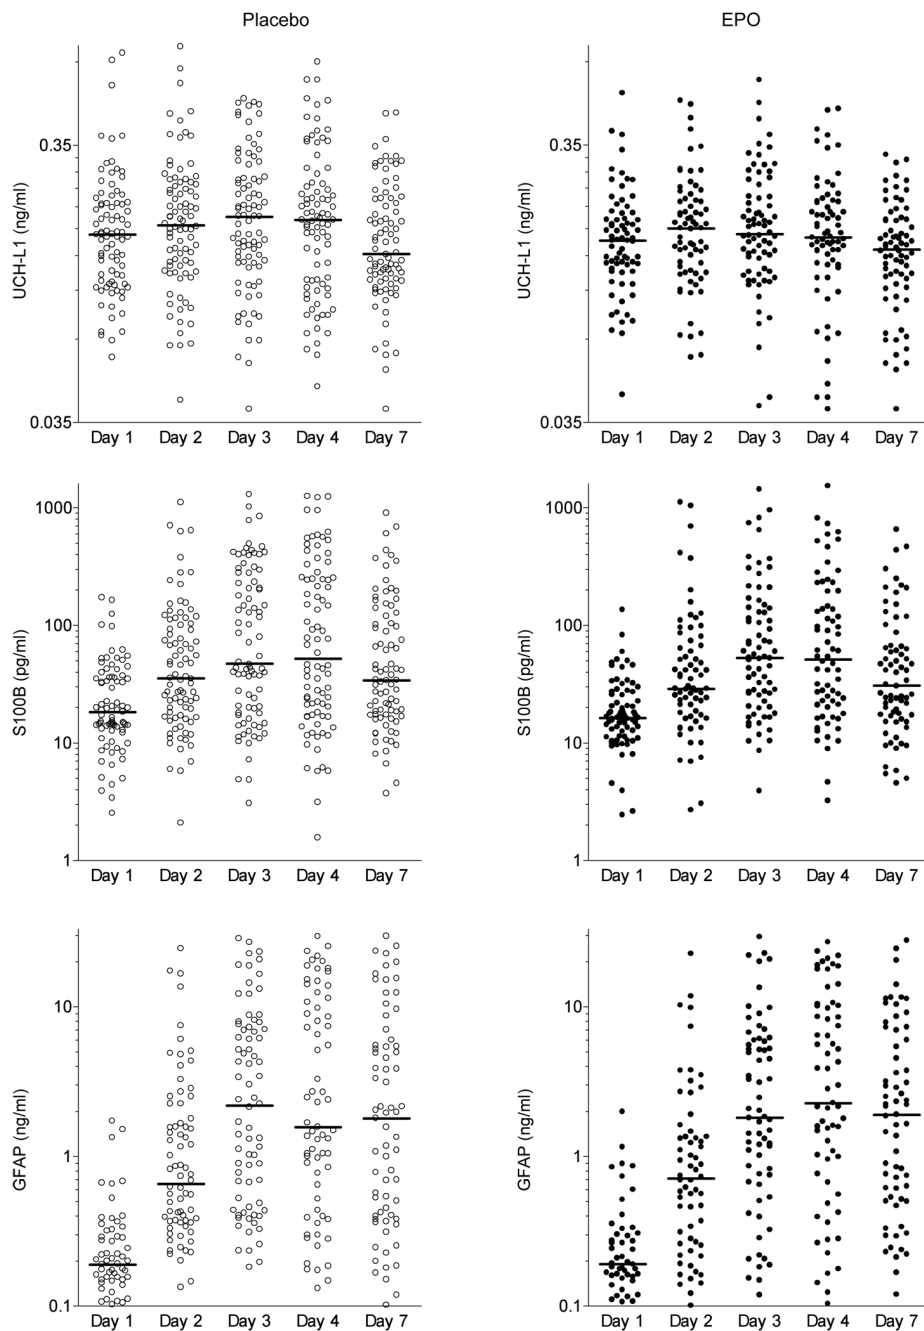 Placebo
EPO
UCH-L1 (ng/ml)
0.35
0.035
Day 1 Day 2 Day 3 Day 4 Day 7
UCH-L1 (ng/ml)
0.35
0.035
Day 1 Day 2 Day 3 Day 4 Day 7
S100B (pg/ml)
1000
100
10
1
Day 1 Day 2 Day 3 Day 4 Day 7
S100B (pg/ml)
1000
100
10
1
Day 1 Day 2 Day 3 Day 4 Day 7
GFAP (ng/ml)
10
1
0.1
Day 1 Day 2 Day 3 Day 4 Day 7
GFAP (ng/ml)
10
1
0.1
Day 1 Day 2 Day 3 Day 4 Day 7